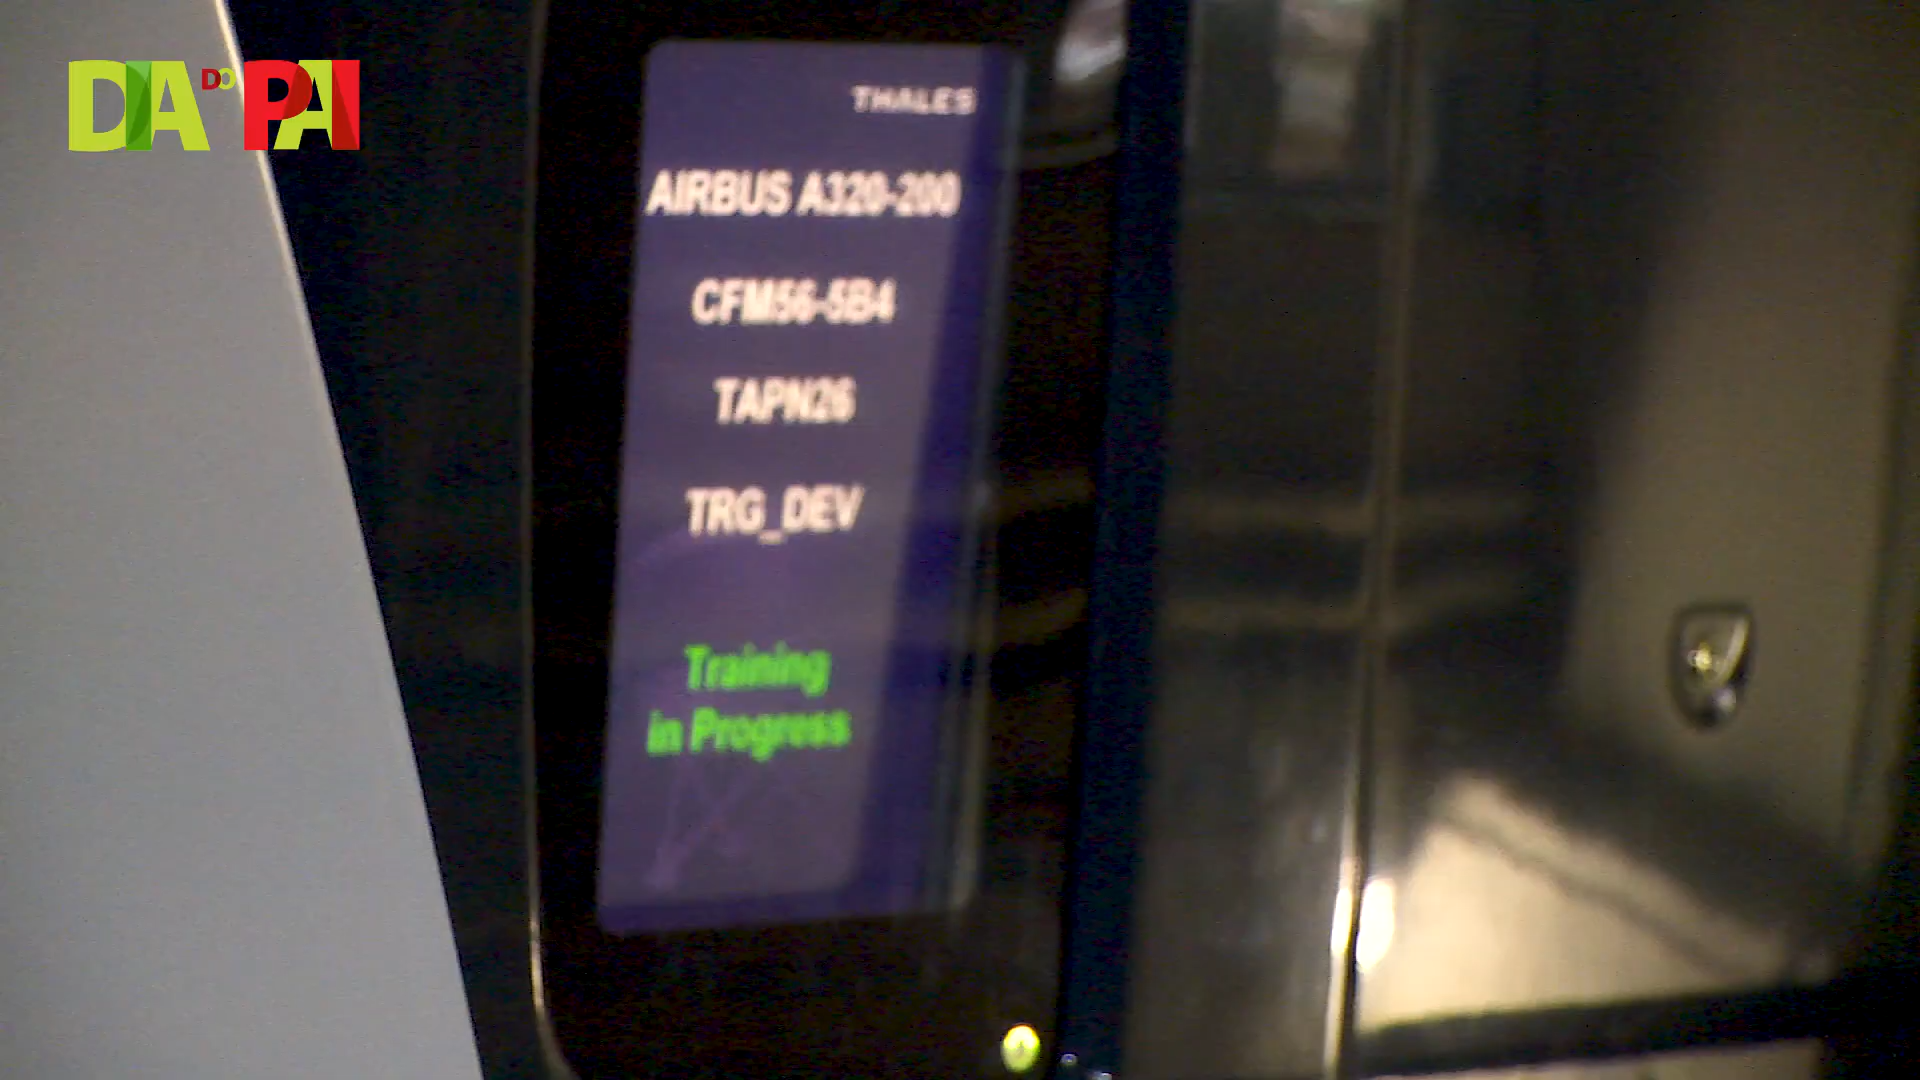 DIA DO PAI
THALES
AIRBUS A320-200
CFM56-5B4
TAPN26
TRG_DEV
Training
in Progress